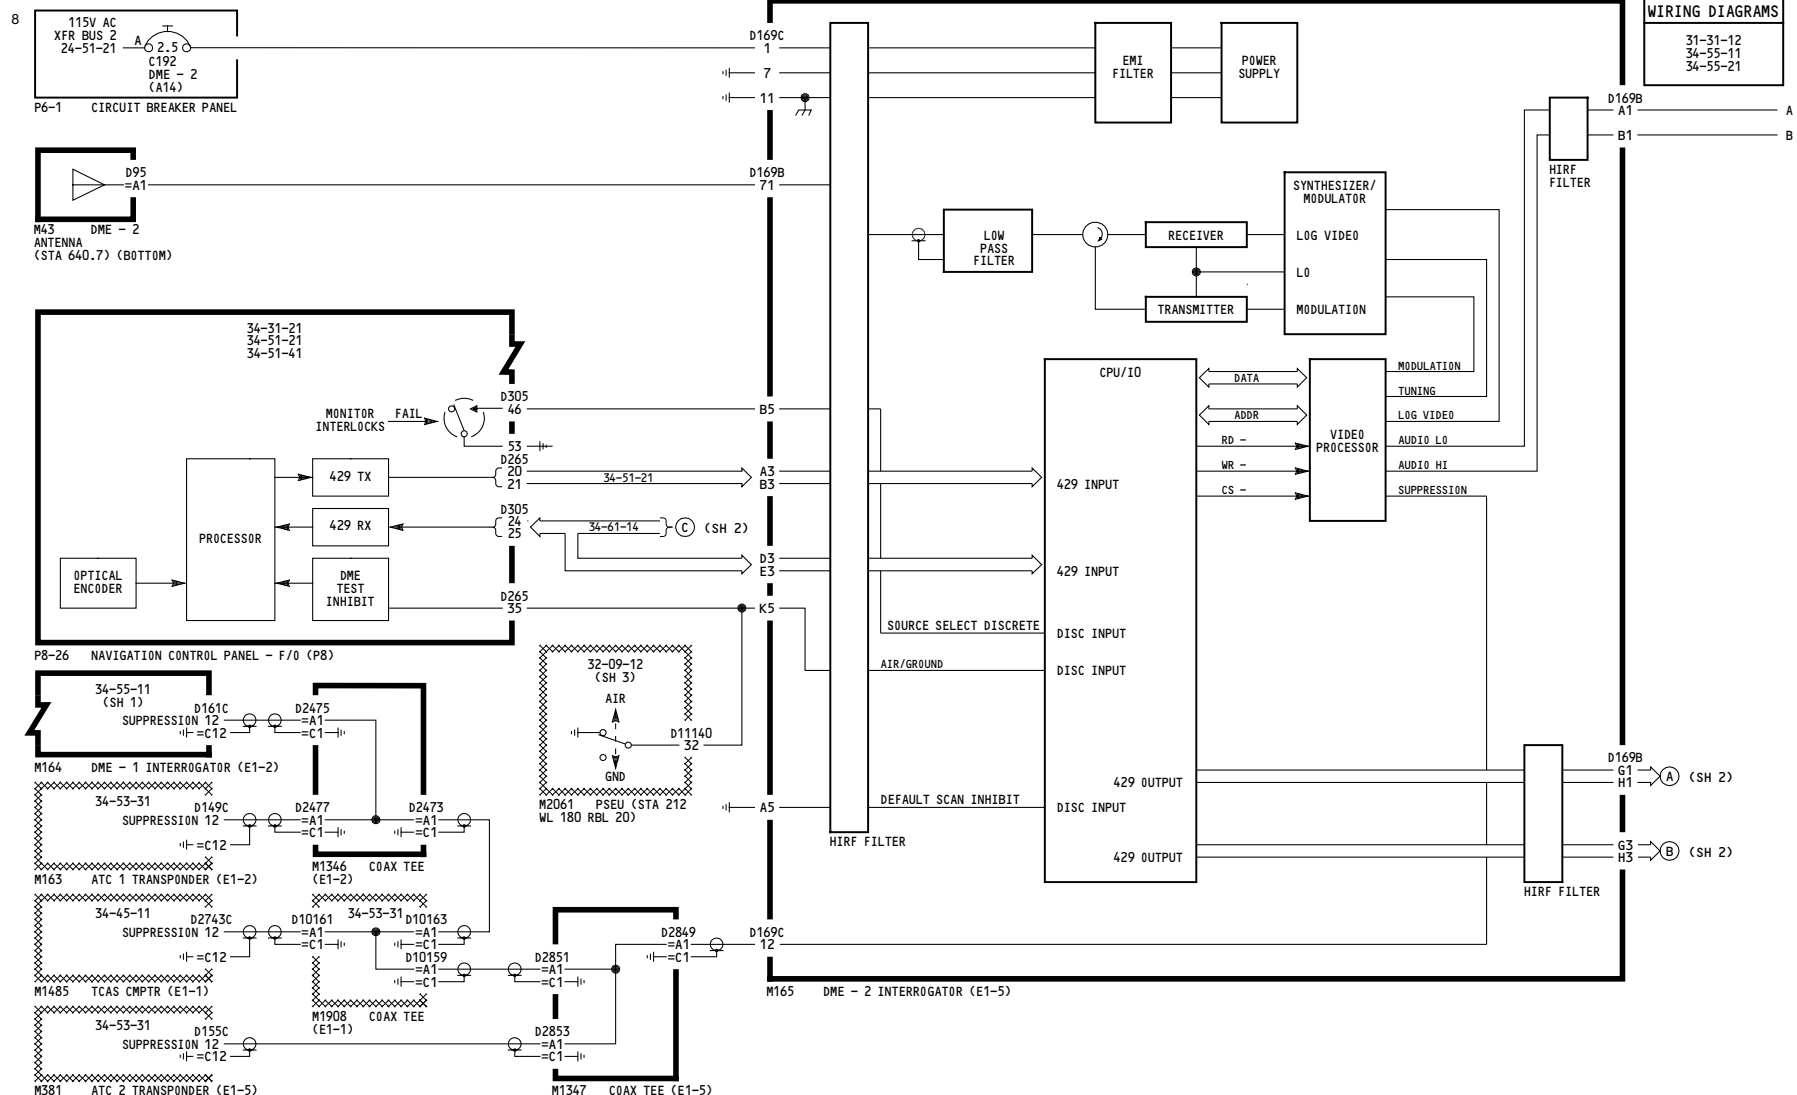 8
115V AC
XFR BUS 2
24-51-21
A
2.5
C192
DME - 2
(A14)
P6-1 CIRCUIT BREAKER PANEL
D169C
1
7
11
EMI
FILTER
POWER
SUPPLY
WIRING DIAGRAMS
31-31-12
34-55-11
34-55-21
D169B
A1
B1
A
B
HIRF
FILTER
D95
=A1
M43 DME - 2
ANTENNA
(STA 640.7) (BOTTOM)
D169B
71
LOW
PASS
FILTER
RECEIVER
TRANSMITTER
SYNTHESIZER/
MODULATOR
LOG VIDEO
LO
MODULATION
34-31-21
34-51-21
34-51-41
MONITOR
INTERLOCKS
FAIL
D305
46
53
D265
20
21
34-51-21
D305
24
25
34-61-14
C (SH 2)
D265
35
PROCESSOR
429 TX
429 RX
DME
TEST
INHIBIT
OPTICAL
ENCODER
P8-26 NAVIGATION CONTROL PANEL - F/O (P8)
B5
A3
B3
D3
E3
K5
A5
CPU/IO
429 INPUT
429 INPUT
SOURCE SELECT DISCRETE
DISC INPUT
AIR/GROUND
DISC INPUT
DEFAULT SCAN INHIBIT
DISC INPUT
429 OUTPUT
429 OUTPUT
HIRF FILTER
DATA
ADDR
RD -
WR -
CS -
VIDEO
PROCESSOR
MODULATION
TUNING
LOG VIDEO
AUDIO LO
AUDIO HI
SUPPRESSION
32-09-12
(SH 3)
AIR
GND
D11140
32
M2061 PSEU (STA 212
WL 180 RBL 20)
34-55-11
(SH 1)
D161C
SUPPRESSION 12
=C12
M164 DME - 1 INTERROGATOR (E1-2)
D2475
=A1
=C1
34-53-31
D149C
SUPPRESSION 12
=C12
M163 ATC 1 TRANSPONDER (E1-2)
D2477
=A1
=C1
D2473
=A1
=C1
M1346 COAX TEE
(E1-2)
34-45-11
D2743C
SUPPRESSION 12
=C12
M1485 TCAS CMPTR (E1-1)
D10161
=A1
=C1
34-53-31
D10163
=A1
=C1
D10159
=A1
=C1
M1908 COAX TEE
(E1-1)
34-53-31
D155C
SUPPRESSION 12
=C12
M381 ATC 2 TRANSPONDER (E1-5)
D2851
=A1
=C1
D2853
=A1
=C1
D2849
=A1
=C1
M1347 COAX TEE (E1-5)
D169C
12
M165 DME - 2 INTERROGATOR (E1-5)
HIRF FILTER
D169B
G1
H1
A (SH 2)
G3
H3
B (SH 2)